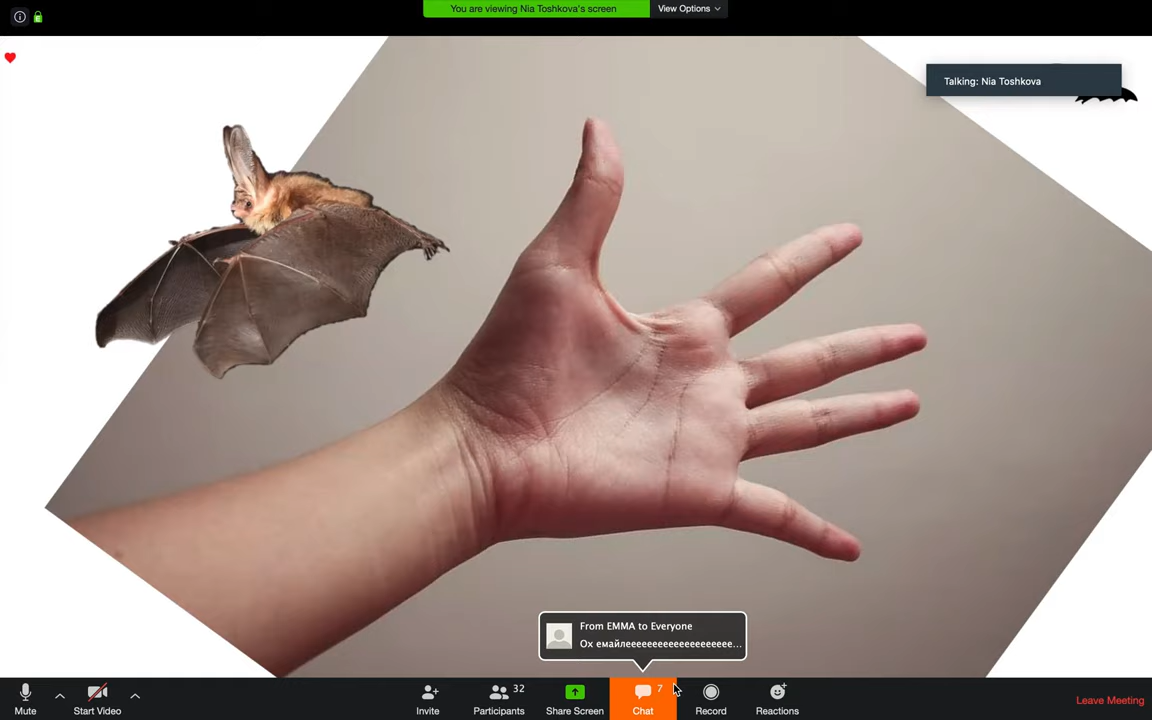 You are viewing Nia Toshkova's screen
View Options
Talking: Nia Toshkova
From EMMA to Everyone
Ох емайлеееееееееееееееееее...
Mute
Start Video
Invite
32
Participants
Share Screen
7
Chat
Record
Reactions
Leave Meeting